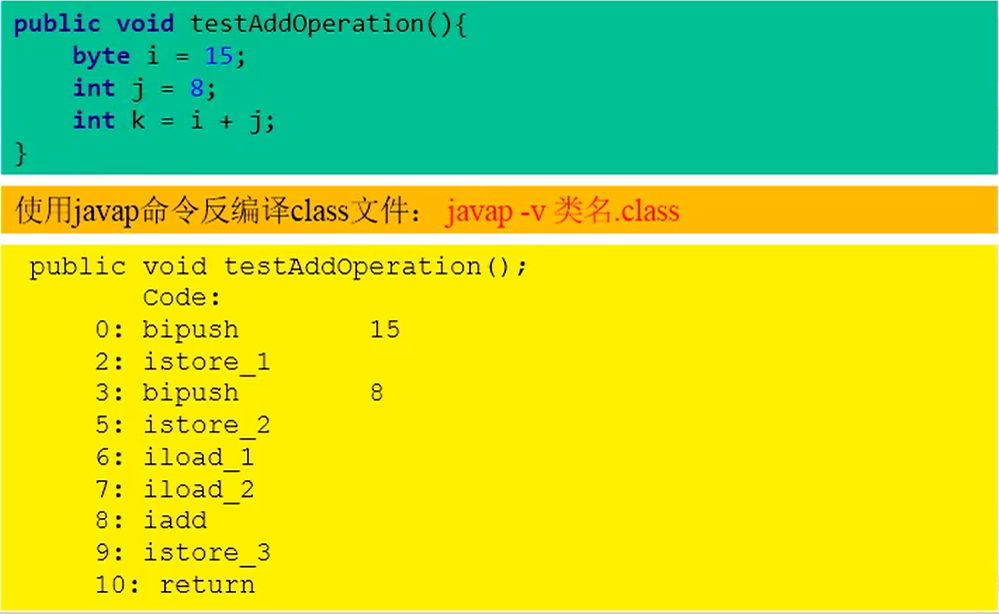 public void testAddOperation(){
    byte i = 15;
    int j = 8;
    int k = i + j;
}
使用javap命令反编译class文件： javap -v 类名.class
public void testAddOperation();
Code:
0: bipush 15
2: istore_1
3: bipush 8
5: istore_2
6: iload_1
7: iload_2
8: iadd
9: istore_3
10: return